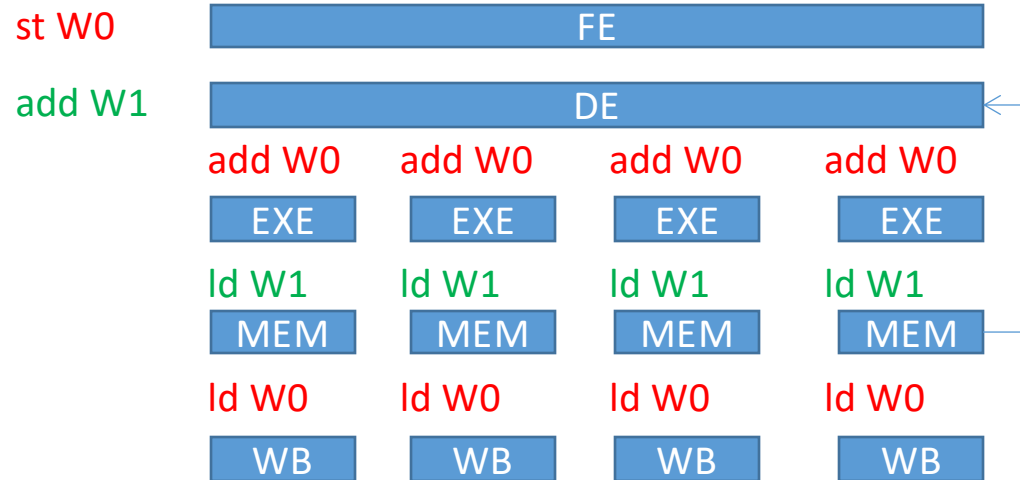 st W0 FE
add W1 DE
add W0 add W0 add W0 add W0
EXE EXE EXE EXE
ld W1 ld W1 ld W1 ld W1
MEM MEM MEM MEM
ld W0 ld W0 ld W0 ld W0
WB WB WB WB